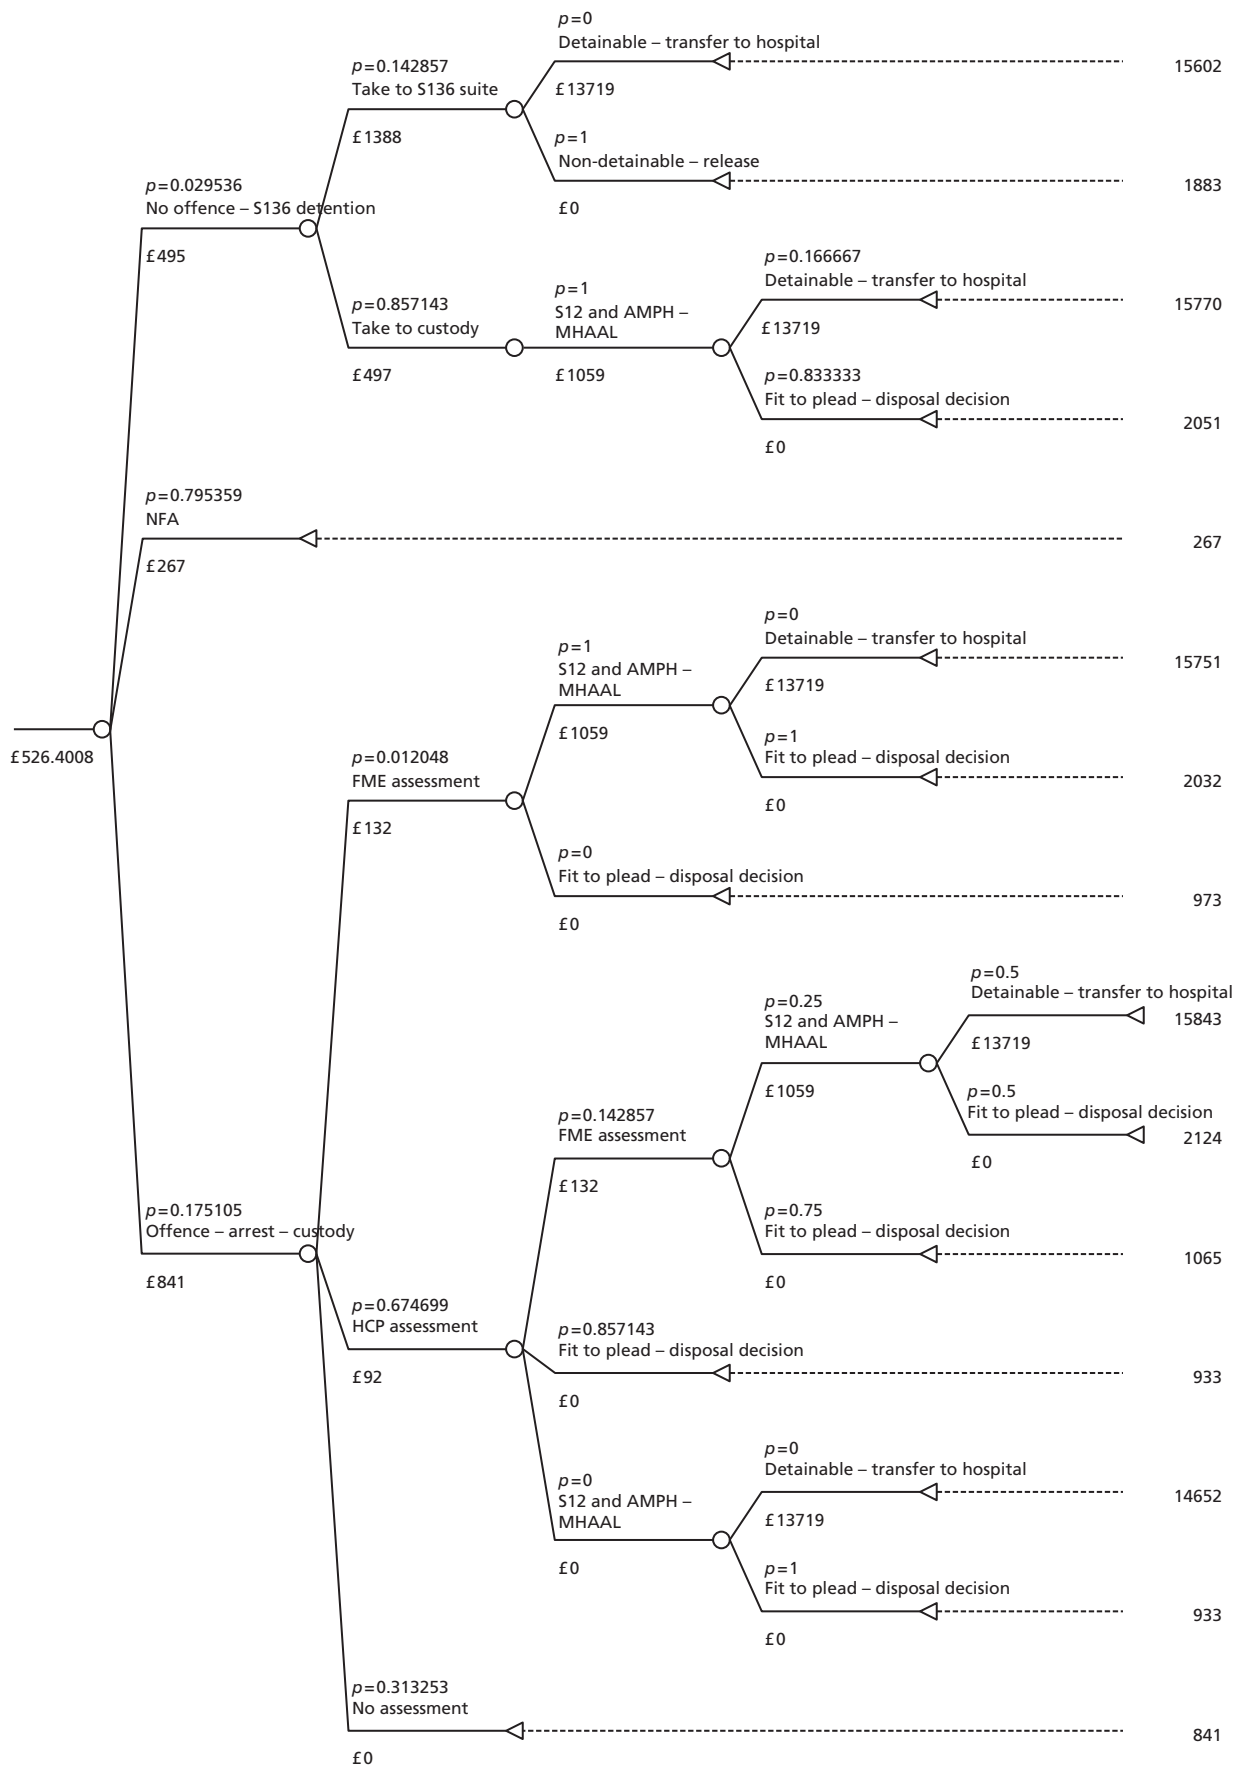 p=0
Detainable – transfer to hospital
£13719
15602
p=0.142857
Take to S136 suite
£1388
p=1
Non-detainable – release
£0
1883
p=0.029536
No offence – S136 detention
£495
p=0.166667
Detainable – transfer to hospital
£13719
15770
p=0.857143
Take to custody
£497
p=1
S12 and AMPH –
MHAAL
£1059
p=0.833333
Fit to plead – disposal decision
£0
2051
p=0.795359
NFA
£267
267
p=0
Detainable – transfer to hospital
£13719
15751
p=1
S12 and AMPH –
MHAAL
£1059
p=1
Fit to plead – disposal decision
£0
2032
£526.4008
p=0.012048
FME assessment
£132
p=0
Fit to plead – disposal decision
£0
973
p=0.5
Detainable – transfer to hospital
£13719
15843
p=0.25
S12 and AMPH –
MHAAL
£1059
p=0.5
Fit to plead – disposal decision
£0
2124
p=0.142857
FME assessment
£132
p=0.75
Fit to plead – disposal decision
£0
1065
p=0.175105
Offence – arrest – custody
£841
p=0.674699
HCP assessment
£92
p=0.857143
Fit to plead – disposal decision
£0
933
p=0
Detainable – transfer to hospital
£13719
14652
p=0
S12 and AMPH –
MHAAL
£0
p=1
Fit to plead – disposal decision
£0
933
p=0.313253
No assessment
£0
841